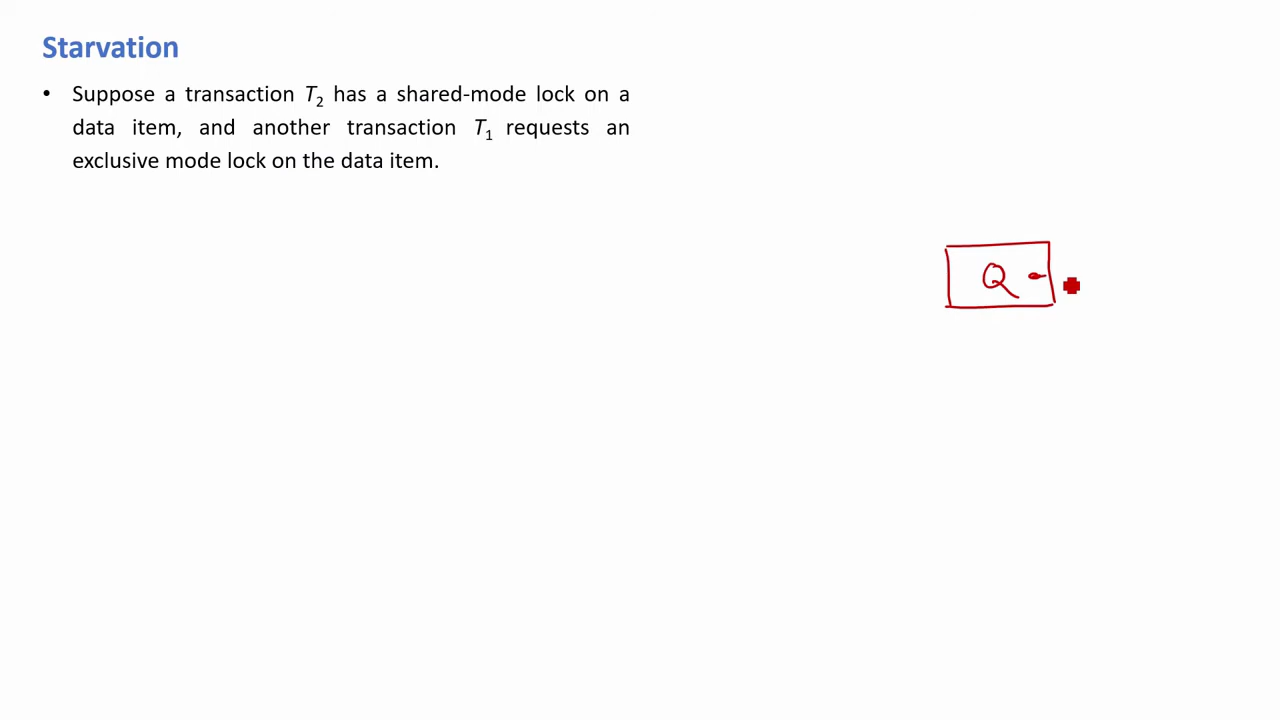 Starvation
• Suppose a transaction T2 has a shared-mode lock on a
data item, and another transaction T1 requests an
exclusive mode lock on the data item.
Q